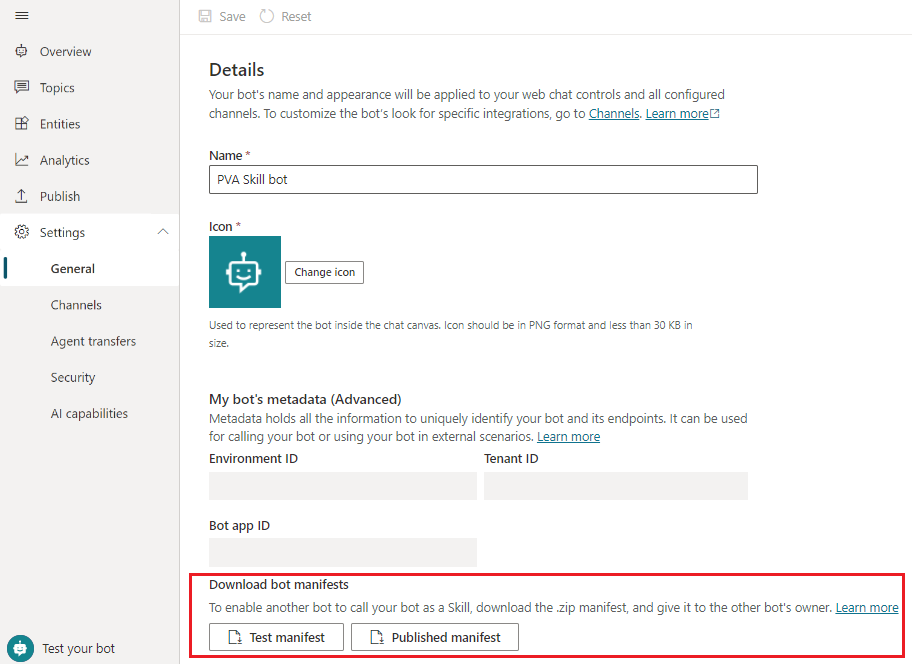 Save
Reset
Overview
Topics
Entities
Analytics
Publish
Settings
General
Channels
Agent transfers
Security
AI capabilities
Test your bot
Details
Your bot's name and appearance will be applied to your web chat controls and all configured
channels. To customize the bot's look for specific integrations, go to Channels. Learn more
Name *
PVA Skill bot
Icon *
Change icon
Used to represent the bot inside the chat canvas. Icon should be in PNG format and less than 30 KB in
size.
My bot's metadata (Advanced)
Metadata holds all the information to uniquely identify your bot and its endpoints. It can be used
for calling your bot or using your bot in external scenarios. Learn more
Environment ID
Tenant ID
Bot app ID
Download bot manifests
To enable another bot to call your bot as a Skill, download the .zip manifest, and give it to the other bot's owner. Learn more
Test manifest
Published manifest